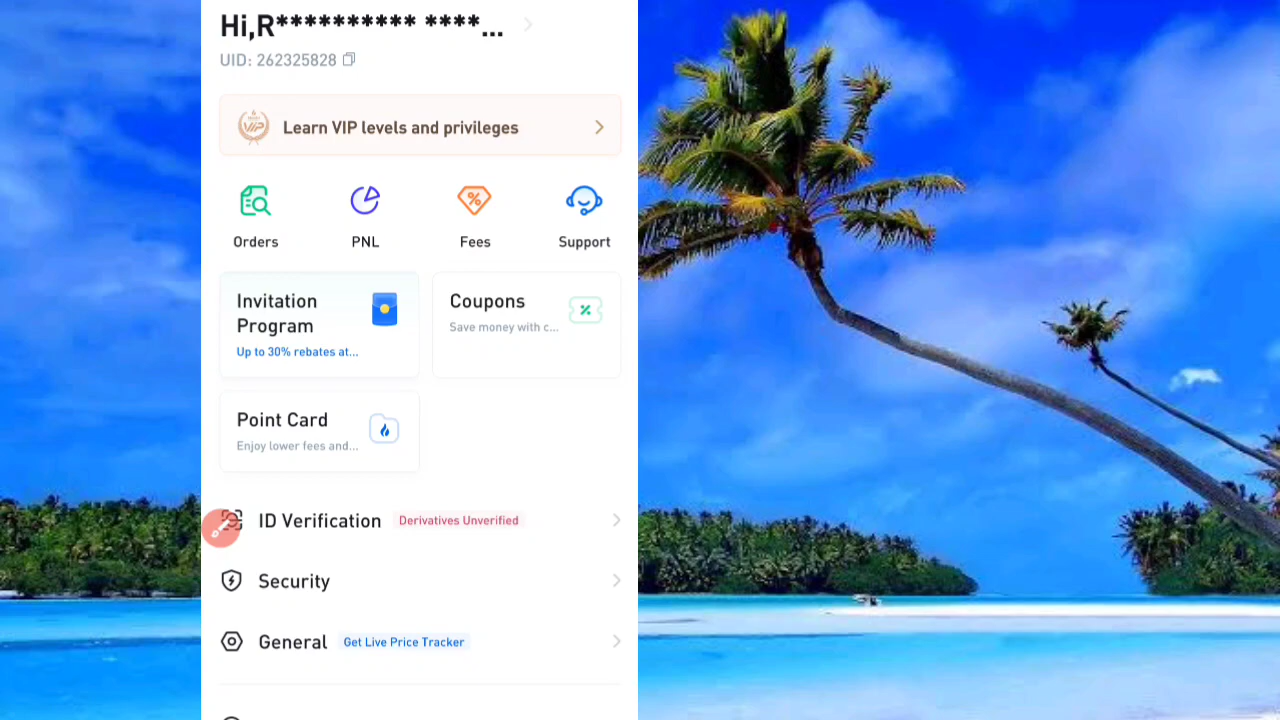 Hi,R********** ****...
UID: 262325828
VIP Learn VIP levels and privileges
Orders PNL Fees Support
Invitation
Program
Up to 30% rebates at...
Coupons
Save money with c...
Point Card
Enjoy lower fees and...
ID Verification Derivatives Unverified
Security
General Get Live Price Tracker